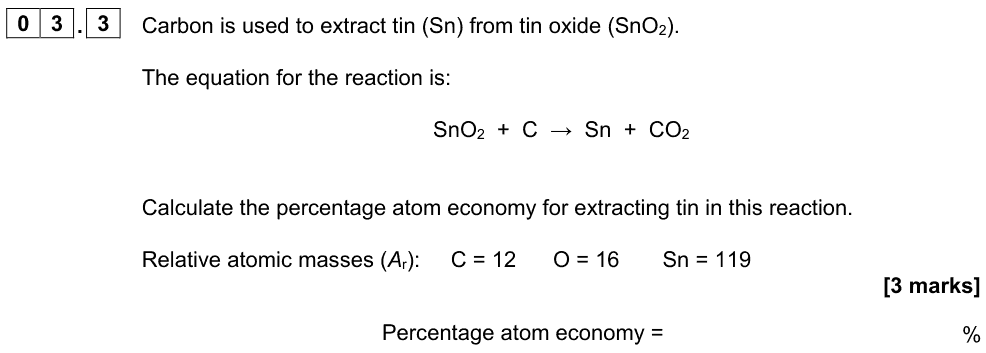 03.3 Carbon is used to extract tin (Sn) from tin oxide (SnO₂).
The equation for the reaction is:
SnO₂ + C → Sn + CO₂
Calculate the percentage atom economy for extracting tin in this reaction.
Relative atomic masses (Aᵣ): C = 12 O = 16 Sn = 119
[3 marks]
Percentage atom economy = %